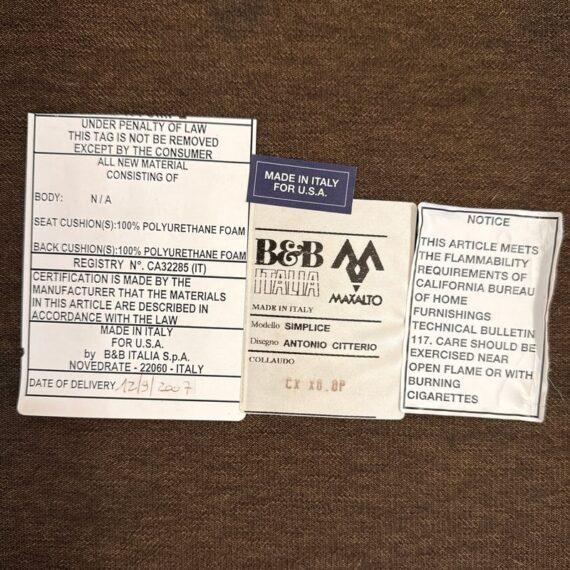 UNDER PENALTY OF LAW
THIS TAG IS NOT BE REMOVED
EXCEPT BY THE CONSUMER
ALL NEW MATERIAL
CONSISTING OF
BODY: N/A
SEAT CUSHION(S):100% POLYURETHANE FOAM
BACK CUSHION(S):100% POLYURETHANE FOAM
REGISTRY N°. CA32285 (IT)
CERTIFICATION IS MADE BY THE
MANUFACTURER THAT THE MATERIALS
IN THIS ARTICLE ARE DESCRIBED IN
ACCORDANCE WITH THE LAW
MADE IN ITALY
FOR U.S.A.
by B&B ITALIA S.p.A.
NOVEDRATE - 22060 - ITALY
DATE OF DELIVERY 12/9/2007
MADE IN ITALY
FOR U.S.A.
B&B
ITALIA
MAXALTO
MADE IN ITALY
Modello SIMPLICE
Disegno ANTONIO CITTERIO
COLLAUDO
CX X0.8P
NOTICE
THIS ARTICLE MEETS
THE FLAMMABILITY
REQUIREMENTS OF
CALIFORNIA BUREAU
OF HOME
FURNISHINGS
TECHNICAL BULLETIN
117. CARE SHOULD BE
EXERCISED NEAR
OPEN FLAME OR WITH
BURNING
CIGARETTES